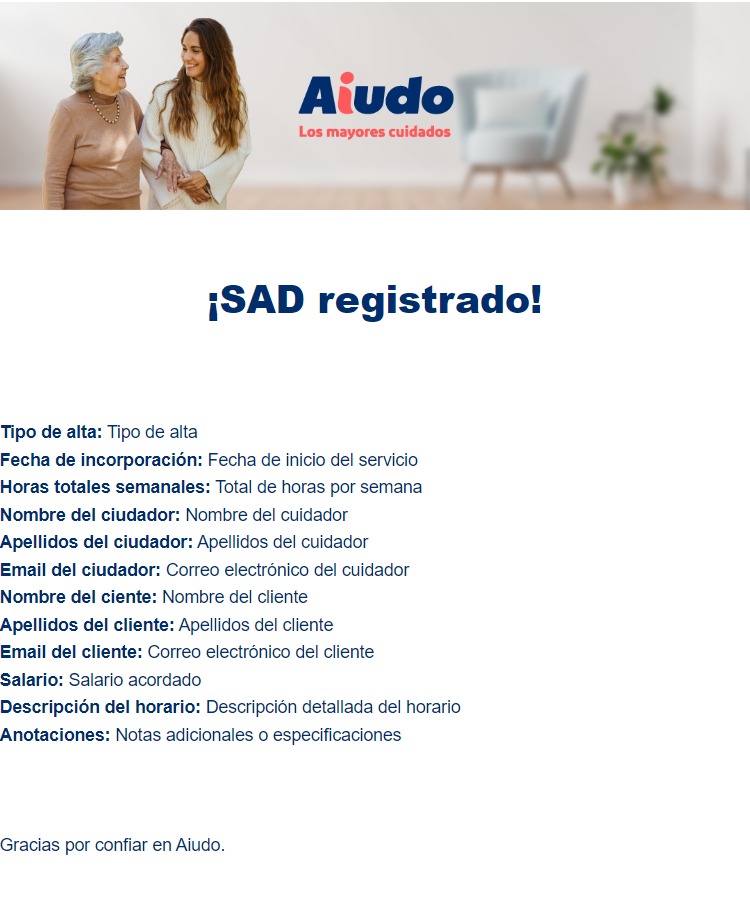 Aiudo
Los mayores cuidados
¡SAD registrado!
Tipo de alta: Tipo de alta
Fecha de incorporación: Fecha de inicio del servicio
Horas totales semanales: Total de horas por semana
Nombre del ciudador: Nombre del cuidador
Apellidos del ciudador: Apellidos del cuidador
Email del ciudador: Correo electrónico del cuidador
Nombre del ciente: Nombre del cliente
Apellidos del cliente: Apellidos del cliente
Email del cliente: Correo electrónico del cliente
Salario: Salario acordado
Descripción del horario: Descripción detallada del horario
Anotaciones: Notas adicionales o especificaciones
Gracias por confiar en Aiudo.